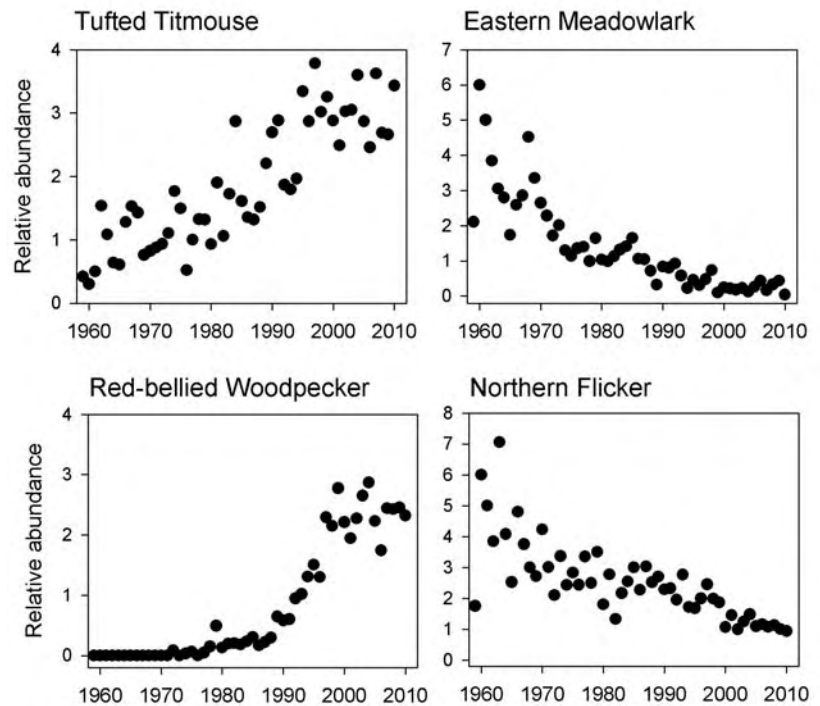 Tufted Titmouse
Relative abundance
4
3
2
1
0
1960 1970 1980 1990 2000 2010
Eastern Meadowlark
7
6
5
4
3
2
1
0
1960 1970 1980 1990 2000 2010
Red-bellied Woodpecker
Relative abundance
4
3
2
1
0
1960 1970 1980 1990 2000 2010
Northern Flicker
8
7
6
5
4
3
2
1
0
1960 1970 1980 1990 2000 2010